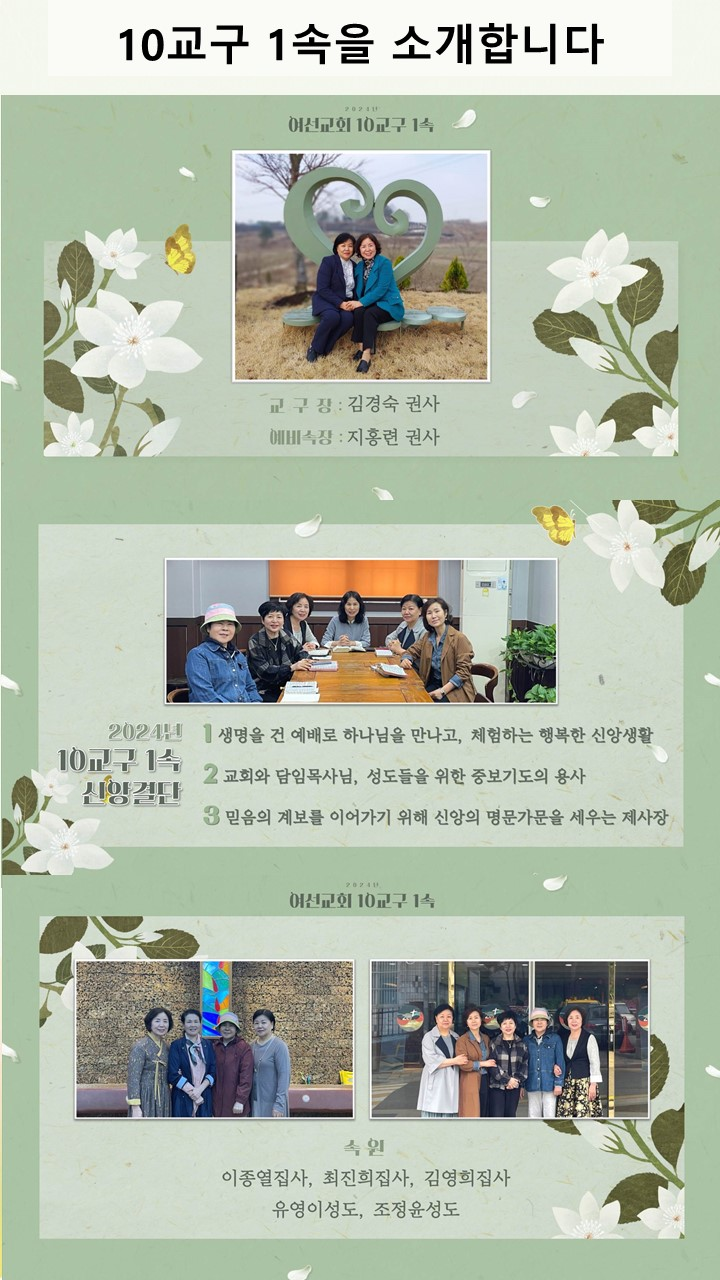 10교구 1속을 소개합니다
2024년
여선교회 10교구 1속
교 구 장 : 김경숙 권사
예비속장 : 지홍련 권사
2024년
10교구 1속
신앙결단
1 생명을 건 예배로 하나님을 만나고, 체험하는 행복한 신앙생활
2 교회와 담임목사님, 성도들을 위한 중보기도의 용사
3 믿음의 계보를 이어가기 위해 신앙의 명문가문을 세우는 제사장
2024년
여선교회 10교구 1속
속 원
이종열집사, 최진희집사, 김영희집사
유영이성도, 조정윤성도